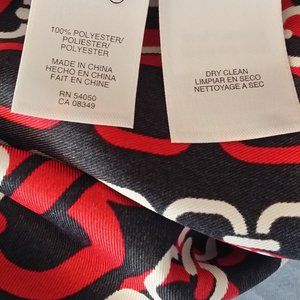 100% POLYESTER/
POLIESTER/
POLYESTER
MADE IN CHINA
HECHO EN CHINA
FAIT EN CHINE
RN 54050
CA 08349
DRY CLEAN
LIMPIAR EN SECO
NETTOYAGE A SEC